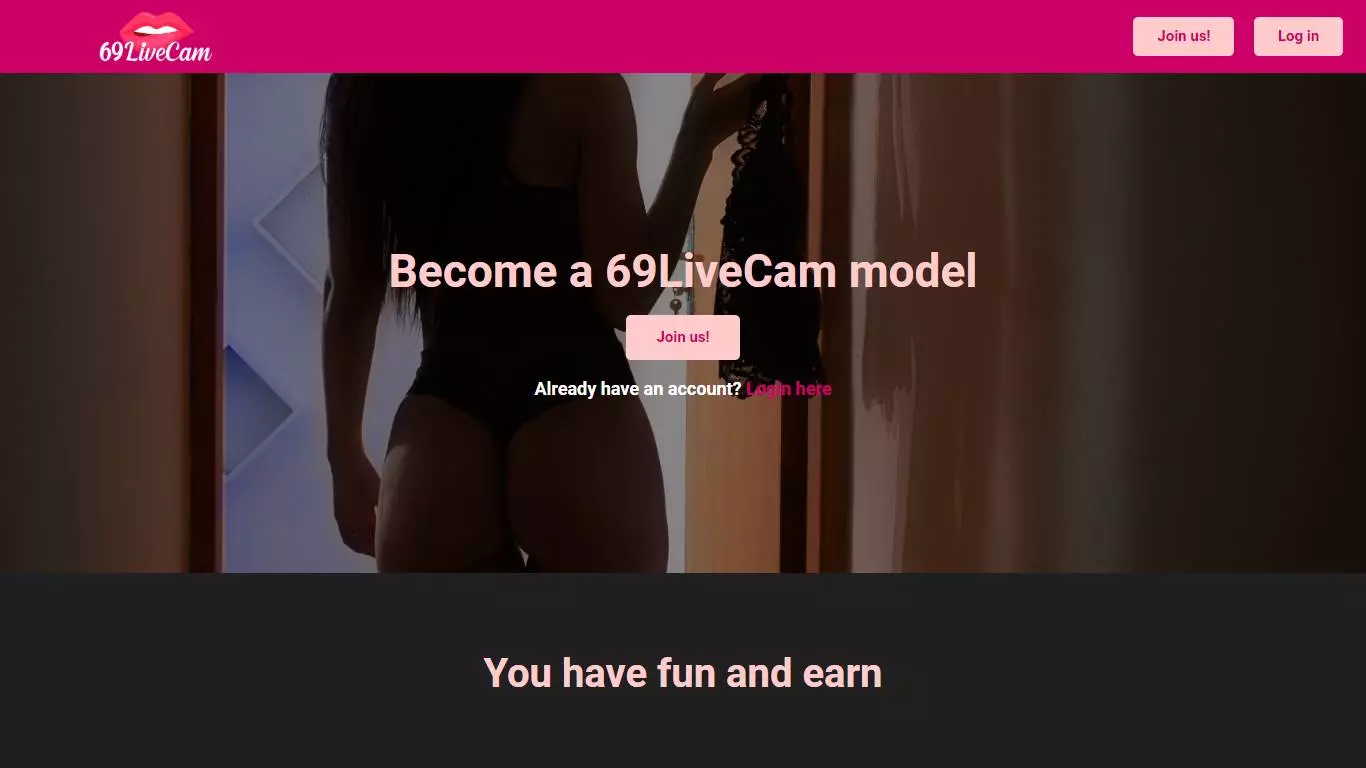 69LiveCam
Join us!
Log in
Become a 69LiveCam model
Join us!
Already have an account? Login here
You have fun and earn